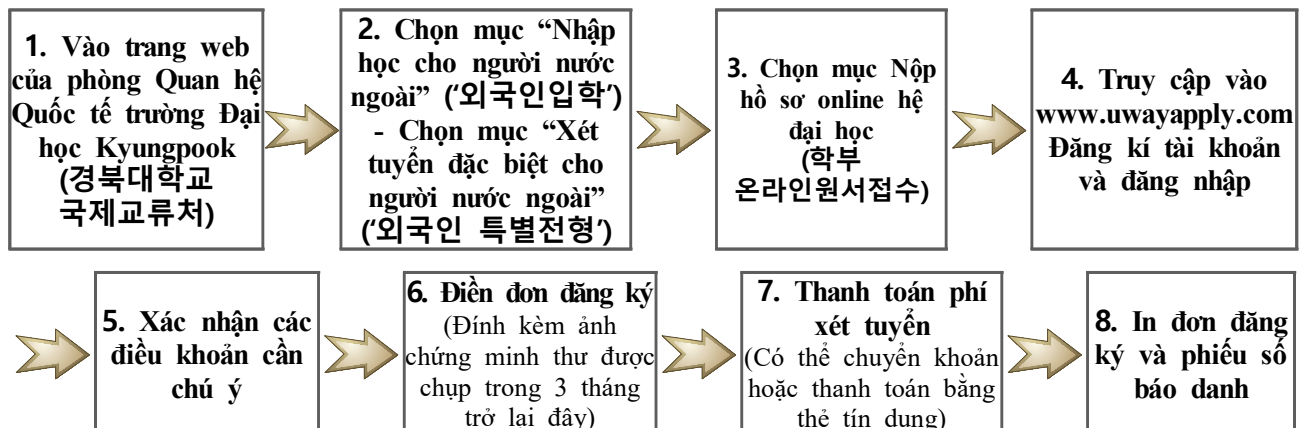 1. Vào trang web
của phòng Quan hệ
Quốc tế trường Đại
học Kyungpook
(경북대학교
국제교류처)
2. Chọn mục “Nhập
học cho người nước
ngoài” (‘외국인입학’)
- Chọn mục “Xét
tuyển đặc biệt cho
người nước ngoài”
(‘외국인 특별전형’)
3. Chọn mục Nộp
hồ sơ online hệ
đại học
(학부
온라인원서접수)
4. Truy cập vào
www.uwayapply.com
Đăng kí tài khoản
và đăng nhập
5. Xác nhận các
điều khoản cần
chú ý
6. Điền đơn đăng ký
(Đính kèm ảnh
chứng minh thư được
chụp trong 3 tháng
trở lại đây)
7. Thanh toán phí
xét tuyển
(Có thể chuyển khoản
hoặc thanh toán bằng
thẻ tín dụng)
8. In đơn đăng
ký và phiếu số
báo danh